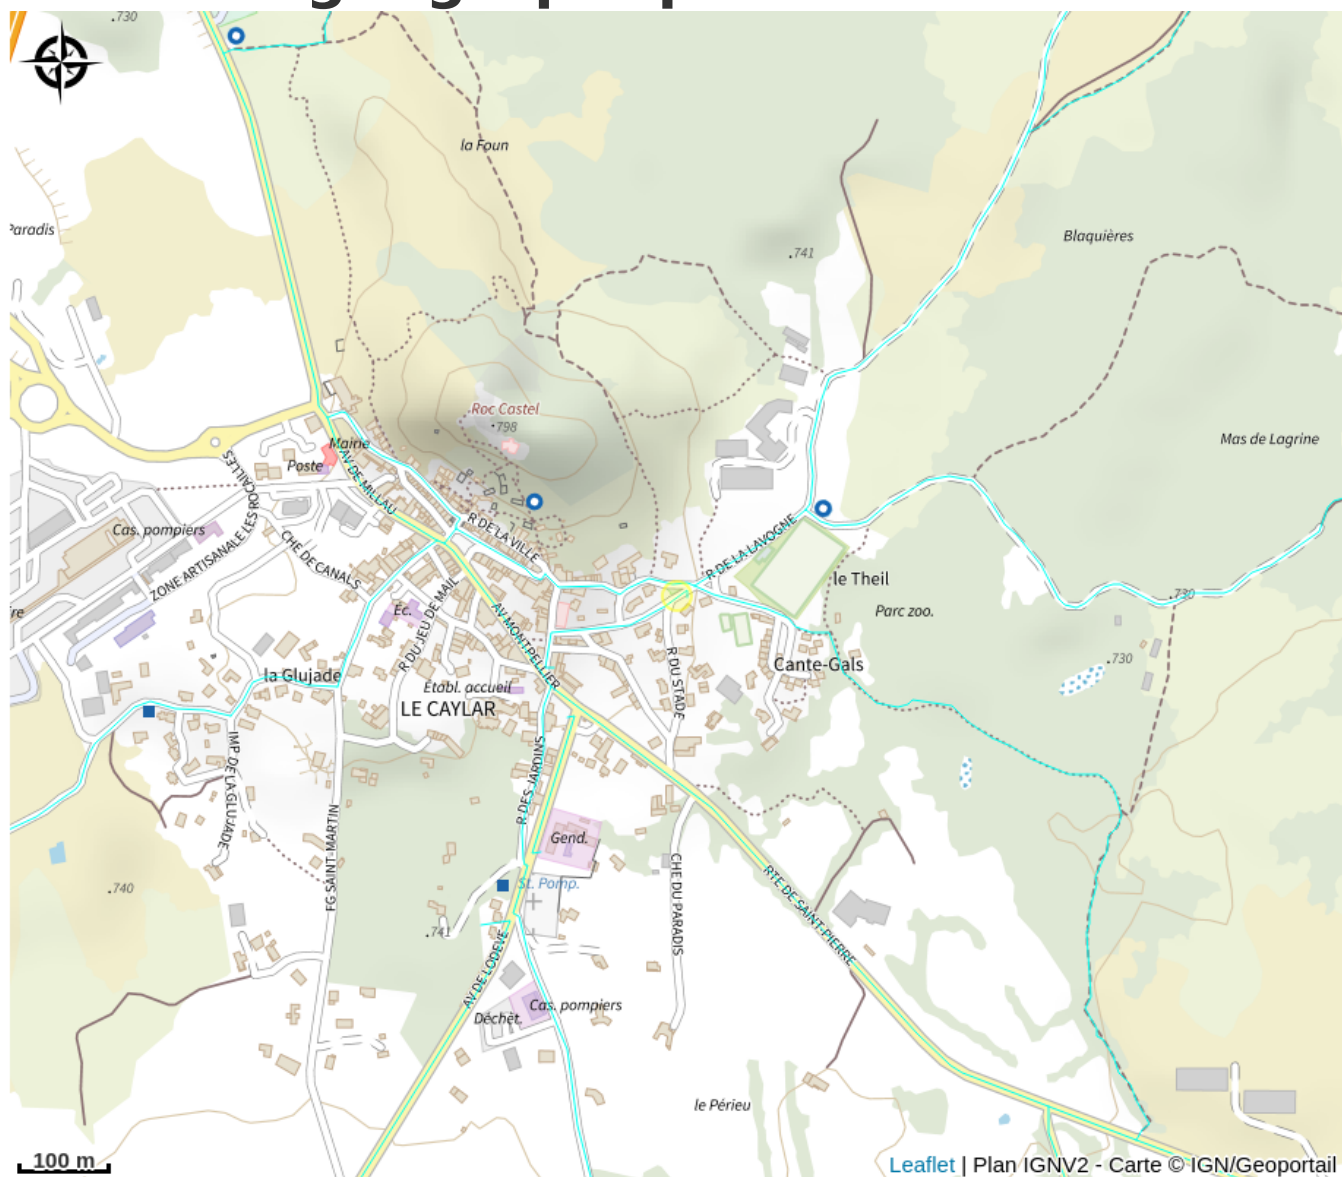 .730
la Foun
Paradis
Blaquières
.741
Roc Castel
.798
Mas de Lagrine
Mairie
Poste
AV DE MILLAU
ZONE ARTISANALE LES ROCAILLES
Cas. pompiers
R DE LA VILLE
R DE LA LAVOGNE
CHE DE CANALS
le Theil
Parc zoo.
.730
Ec.
R DU JEU DE MAIL
AV MONTPELLIER
ire
la Glujade
Etabl. accueil
LE CAYLAR
R DU STADE
Cante-Gals
.730
IMP. DE LA GLUJADE
R DES JARDINS
FG SAINT-MARTIN
Gend.
CHE DU PARADIS
RTE DE SAINT-PIERRE
St. Pomp.
.740
.741
AV DE LODEVE
Cas. pompiers
Déchèt.
le Périeu
100 m
Leaflet | Plan IGNV2 - Carte © IGN/Geoportail